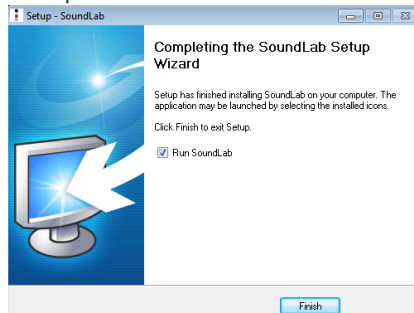 Setup - SoundLab
Completing the SoundLab Setup
Wizard
Setup has finished installing SoundLab on your computer. The
application may be launched by selecting the installed icons.
Click Finish to exit Setup.
Run SoundLab
Finish